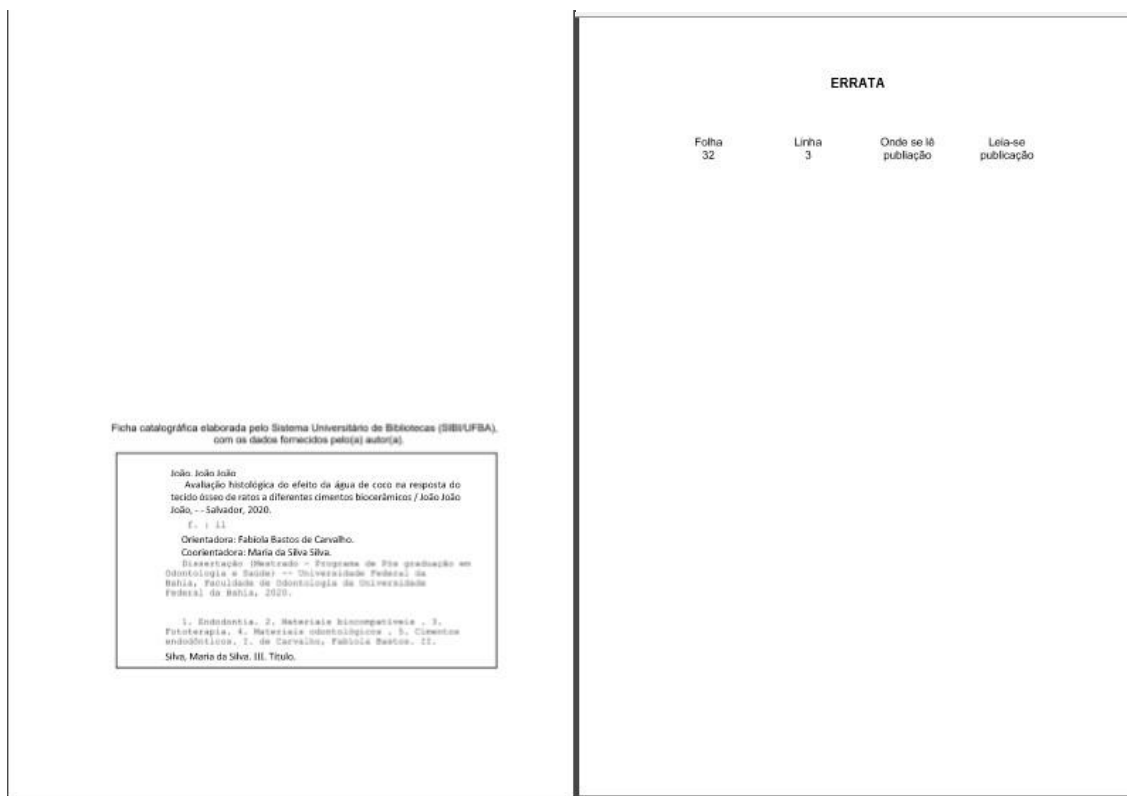 Ficha catalográfica elaborada pelo Sistema Universitário de Bibliotecas (SIBI/UFBA),
com os dados fornecidos pelo(a) autor(a).
João, João João
Avaliação histológica do efeito da água de coco na resposta do
tecido ósseo de ratos a diferentes cimentos biocerâmicos / João João
João, - - Salvador, 2020.
f. : il
Orientadora: Fabíola Bastos de Carvalho.
Coorientadora: Maria da Silva Silva.
Dissertação (Mestrado - Programa de Pós graduação em
Odontologia e Saúde) -- Universidade Federal da
Bahia, Faculdade de Odontologia da Universidade
Federal da Bahia, 2020.
1. Endodontia. 2. Materiais biocompatíveis . 3.
Fototerapia. 4. Materiais odontológicos . 5. Cimentos
endodônticos. I. de Carvalho, Fabíola Bastos. II.
Silva, Maria da Silva. III. Título.
ERRATA
Folha Linha Onde se lê Leia-se
32 3 publiação publicação